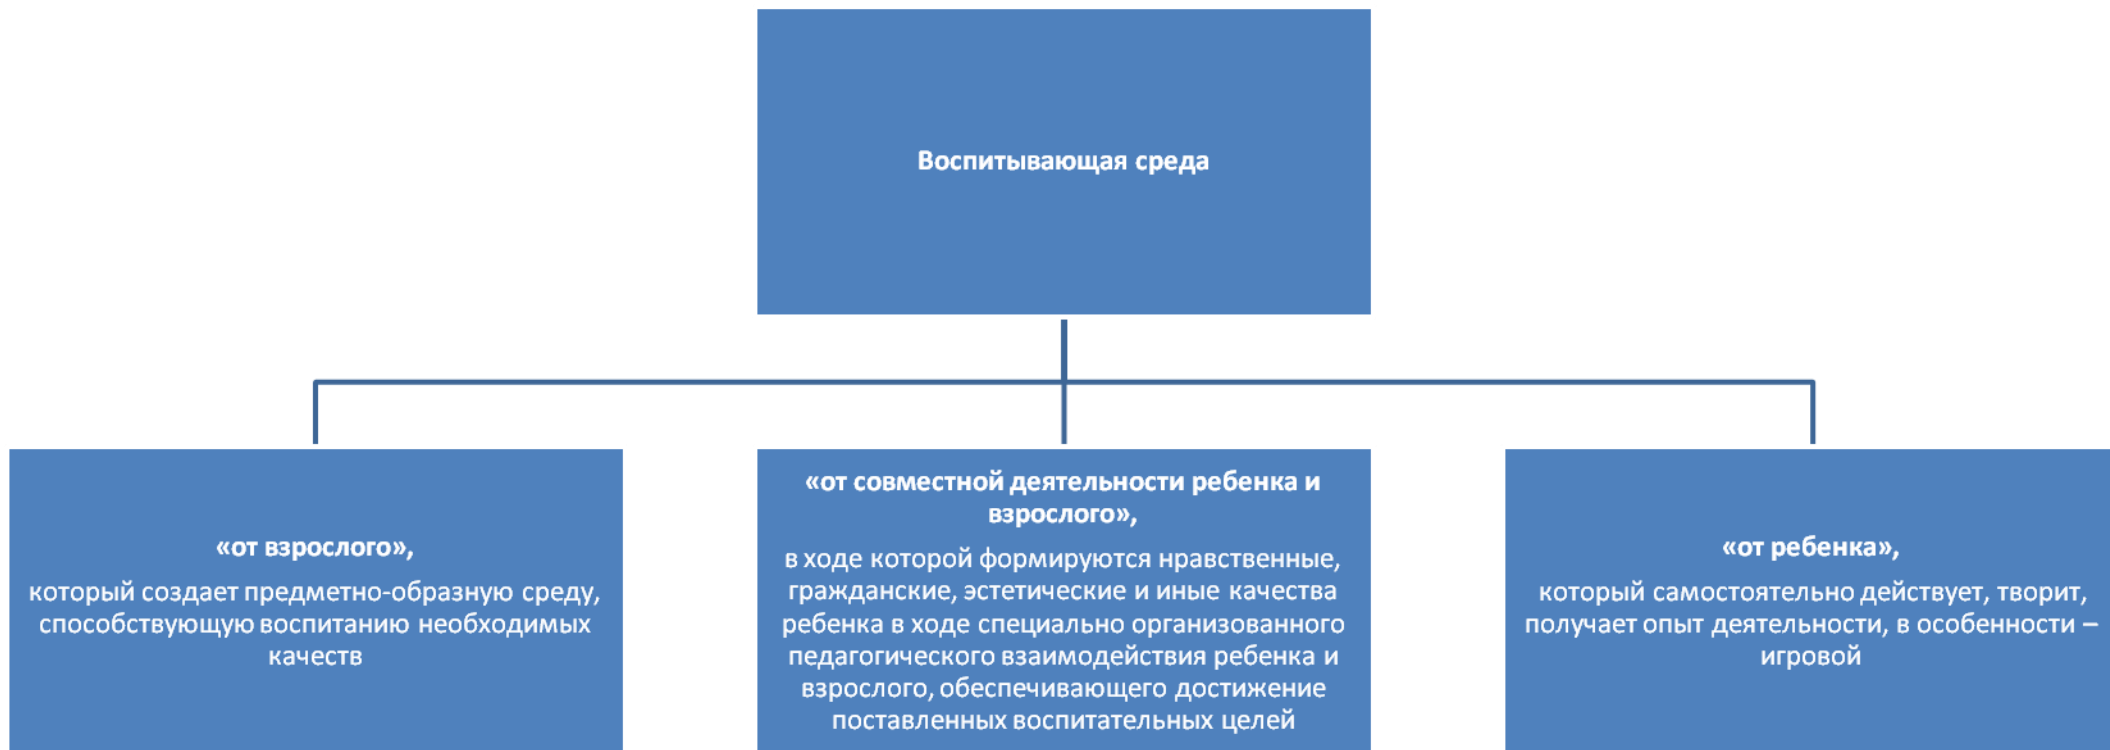 Воспитывающая среда
«от взрослого»,
который создает предметно-образную среду,
способствующую воспитанию необходимых
качеств
«от совместной деятельности ребенка и
взрослого»,
в ходе которой формируются нравственные,
гражданские, эстетические и иные качества
ребенка в ходе специально организованного
педагогического взаимодействия ребенка и
взрослого, обеспечивающего достижение
поставленных воспитательных целей
«от ребенка»,
который самостоятельно действует, творит,
получает опыт деятельности, в особенности –
игровой